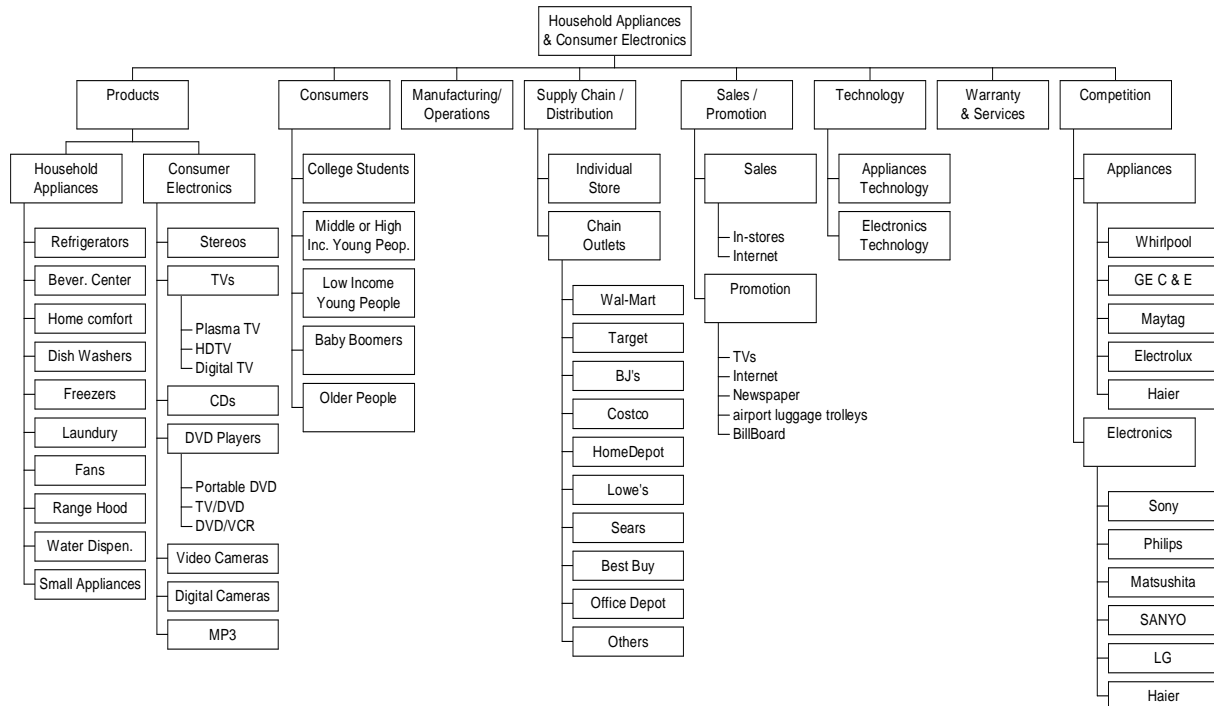 Household Appliances
& Consumer Electronics
Products
Consumers
Manufacturing/
Operations
Supply Chain /
Distribution
Sales /
Promotion
Technology
Warranty
& Services
Competition
Household
Appliances
Refrigerators
Bever. Center
Home comfort
Dish Washers
Freezers
Laundury
Fans
Range Hood
Water Dispen.
Small Appliances
Consumer
Electronics
Stereos
TVs
Plasma TV
HDTV
Digital TV
CDs
DVD Players
Portable DVD
TV/DVD
DVD/VCR
Video Cameras
Digital Cameras
MP3
College Students
Middle or High
Inc. Young Peop.
Low Income
Young People
Baby Boomers
Older People
Individual
Store
Chain
Outlets
Wal-Mart
Target
BJ's
Costco
HomeDepot
Lowe's
Sears
Best Buy
Office Depot
Others
Sales
In-stores
Internet
Promotion
TVs
Internet
Newspaper
airport luggage trolleys
BillBoard
Appliances
Technology
Electronics
Technology
Appliances
Whirlpool
GE C & E
Maytag
Electrolux
Haier
Electronics
Sony
Philips
Matsushita
SANYO
LG
Haier